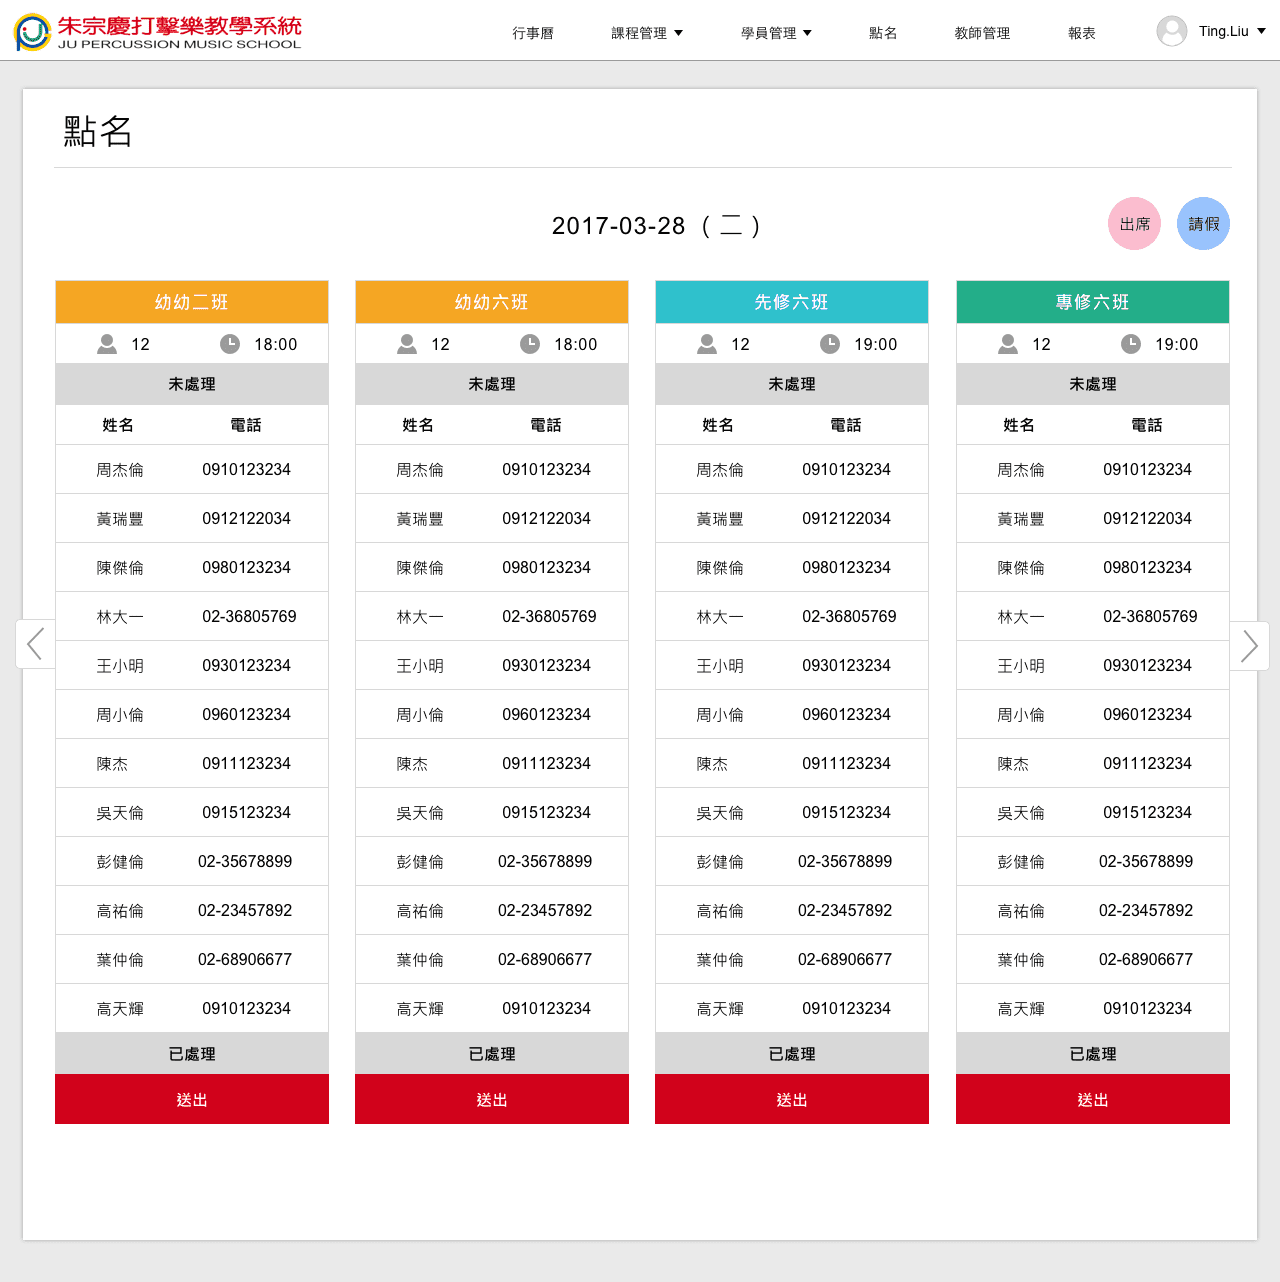 朱宗慶打擊樂教學系統
JU PERCUSSION MUSIC SCHOOL
行事曆 課程管理 學員管理 點名 教師管理 報表 Ting.Liu
點名
2017-03-28 ( 二 )
出席 請假
幼幼二班 幼幼六班 先修六班 專修六班
12 18:00 12 18:00 12 19:00 12 19:00
未處理 未處理 未處理 未處理
姓名 電話 姓名 電話 姓名 電話 姓名 電話
周杰倫 0910123234 周杰倫 0910123234 周杰倫 0910123234 周杰倫 0910123234
黃瑞豐 0912122034 黃瑞豐 0912122034 黃瑞豐 0912122034 黃瑞豐 0912122034
陳傑倫 0980123234 陳傑倫 0980123234 陳傑倫 0980123234 陳傑倫 0980123234
林大一 02-36805769 林大一 02-36805769 林大一 02-36805769 林大一 02-36805769
王小明 0930123234 王小明 0930123234 王小明 0930123234 王小明 0930123234
周小倫 0960123234 周小倫 0960123234 周小倫 0960123234 周小倫 0960123234
陳杰 0911123234 陳杰 0911123234 陳杰 0911123234 陳杰 0911123234
吳天倫 0915123234 吳天倫 0915123234 吳天倫 0915123234 吳天倫 0915123234
彭健倫 02-35678899 彭健倫 02-35678899 彭健倫 02-35678899 彭健倫 02-35678899
高祐倫 02-23457892 高祐倫 02-23457892 高祐倫 02-23457892 高祐倫 02-23457892
葉仲倫 02-68906677 葉仲倫 02-68906677 葉仲倫 02-68906677 葉仲倫 02-68906677
高天輝 0910123234 高天輝 0910123234 高天輝 0910123234 高天輝 0910123234
已處理 已處理 已處理 已處理
送出 送出 送出 送出